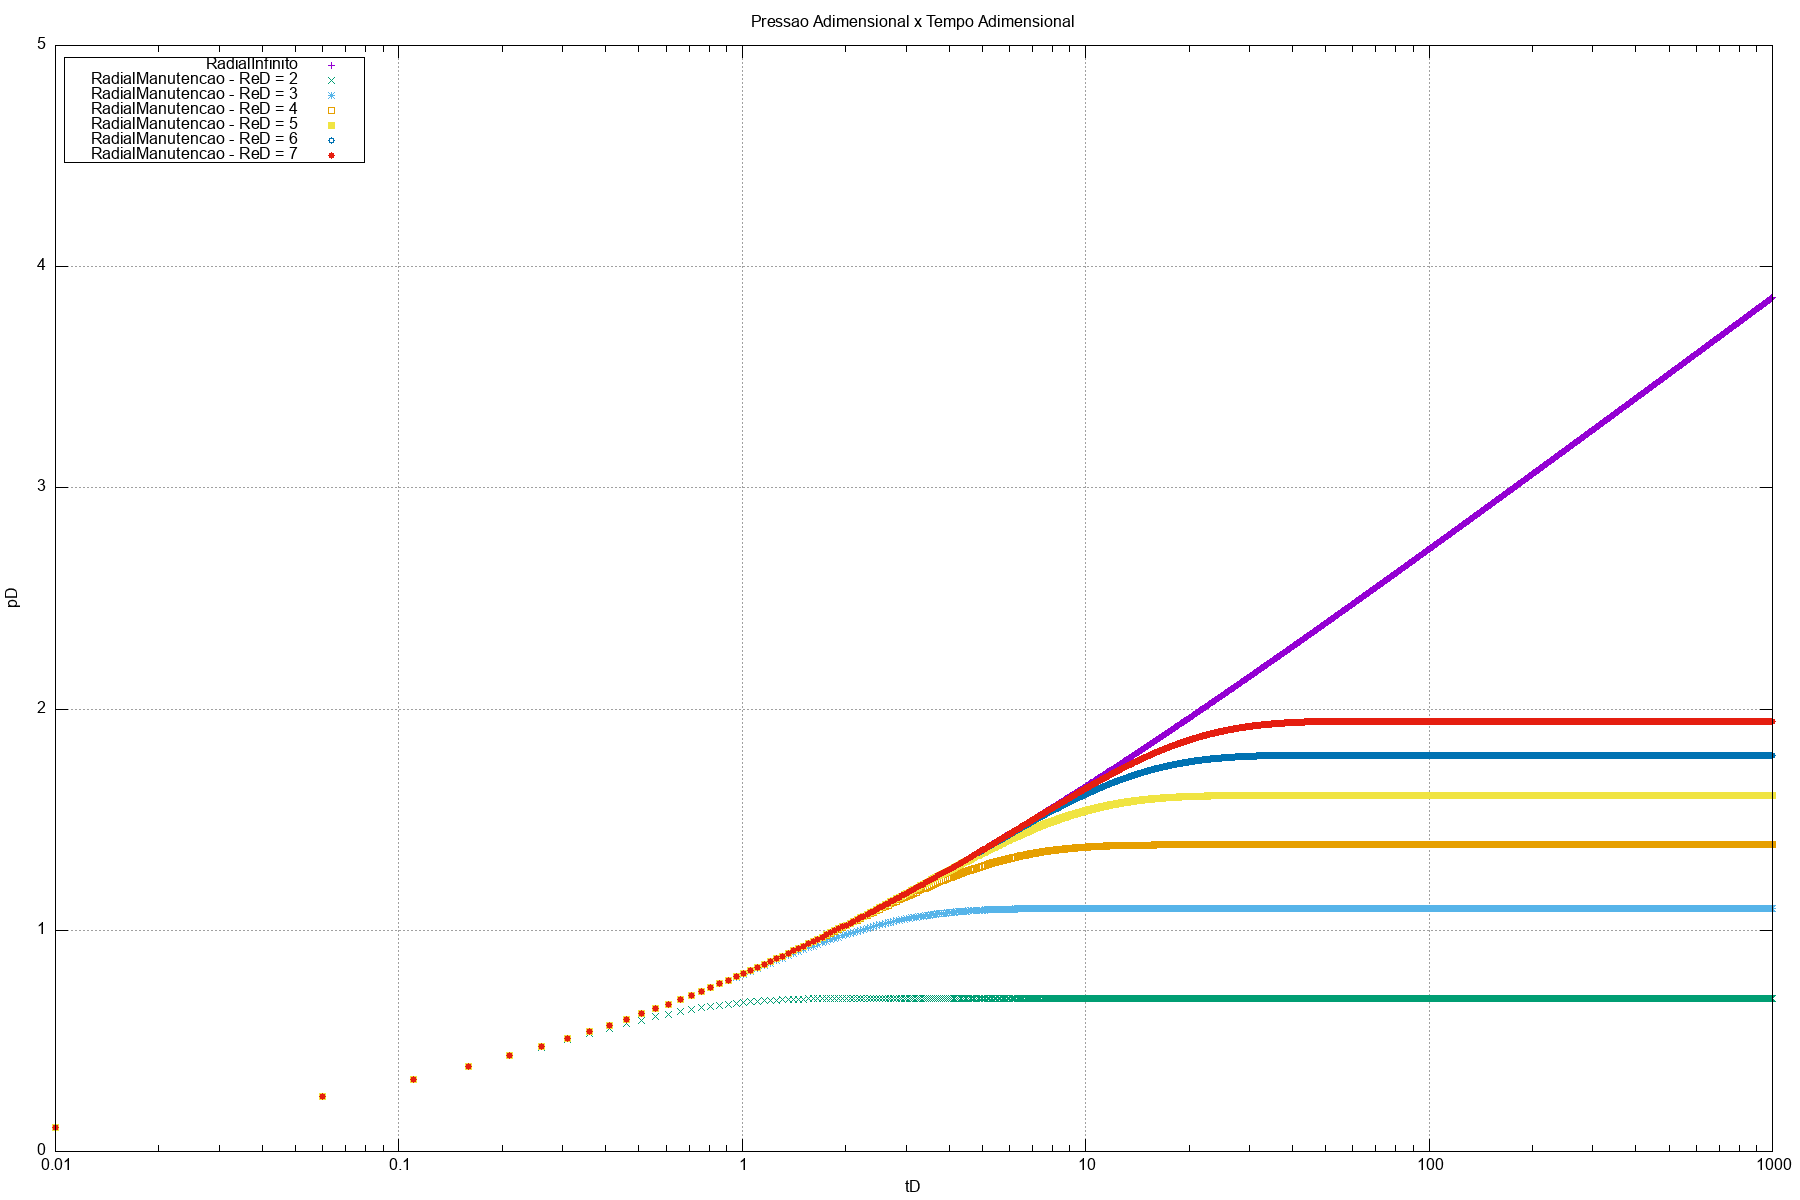 Pressao Adimensional x Tempo Adimensional
5
RadialInfinito
RadialManutencao - ReD = 2
RadialManutencao - ReD = 3
RadialManutencao - ReD = 4
RadialManutencao - ReD = 5
RadialManutencao - ReD = 6
RadialManutencao - ReD = 7
4
3
pD
2
1
0
0.01 0.1 1 10 100 1000
tD